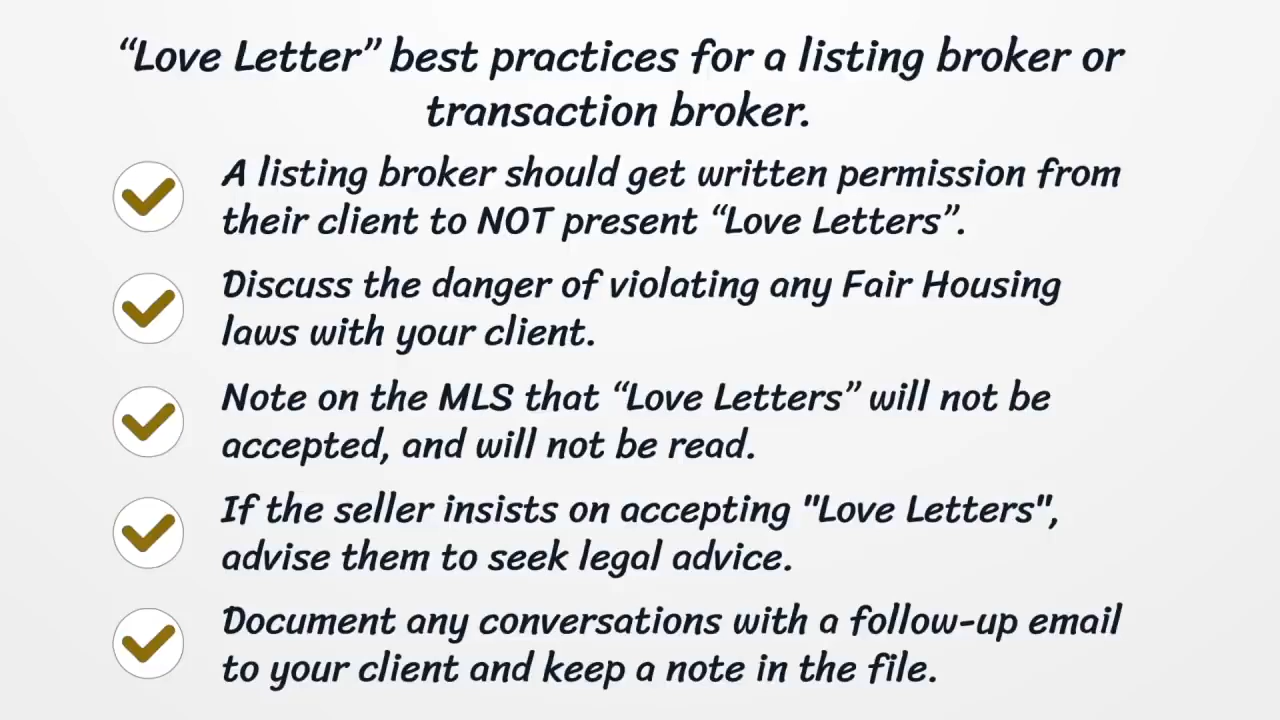 “Love Letter” best practices for a listing broker or
transaction broker.
A listing broker should get written permission from
their client to NOT present “Love Letters”.
Discuss the danger of violating any Fair Housing
laws with your client.
Note on the MLS that “Love Letters” will not be
accepted, and will not be read.
If the seller insists on accepting "Love Letters",
advise them to seek legal advice.
Document any conversations with a follow-up email
to your client and keep a note in the file.